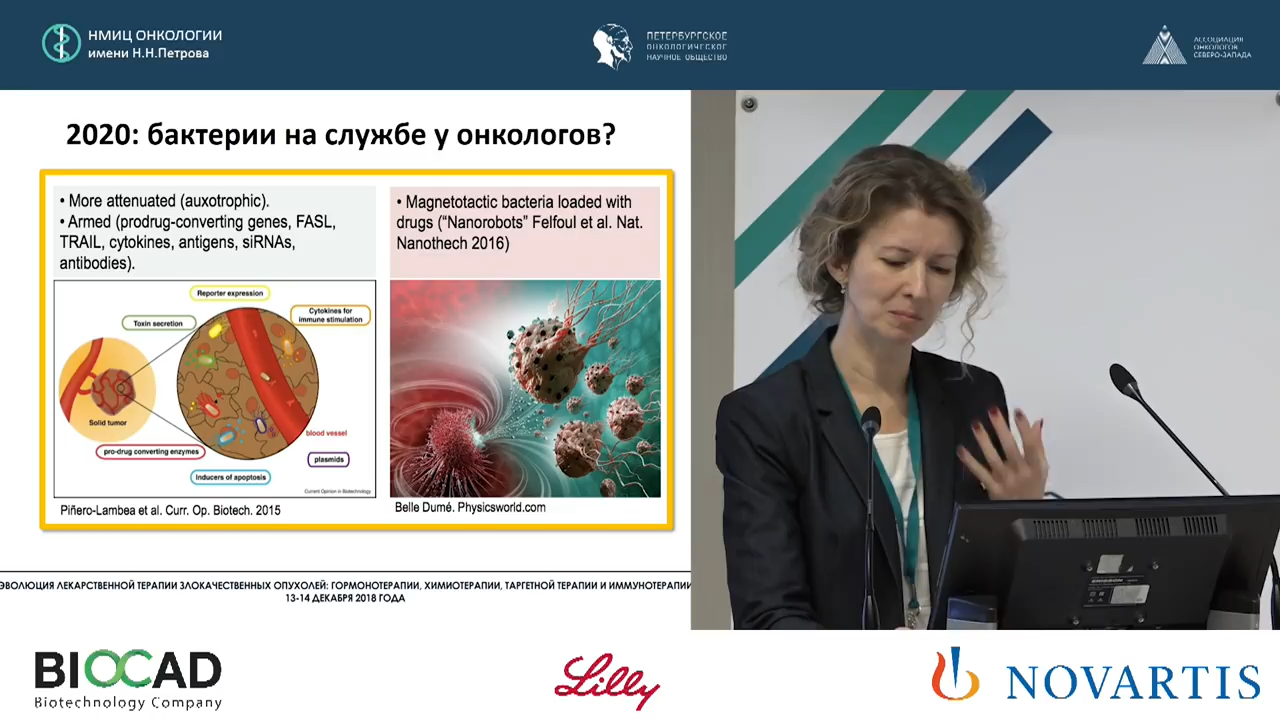 НМИЦ ОНКОЛОГИИ
имени Н.Н.Петрова
ПЕТЕРБУРГСКОЕ
ОНКОЛОГИЧЕСКОЕ
НАУЧНОЕ ОБЩЕСТВО
АССОЦИАЦИЯ
ОНКОЛОГОВ
СЕВЕРО-ЗАПАДА
2020: бактерии на службе у онкологов?
• More attenuated (auxotrophic).
• Armed (prodrug-converting genes, FASL,
TRAIL, cytokines, antigens, siRNAs,
antibodies).
Reporter expression
Cytokines for
immune stimulation
Toxin secretion
Solid tumor
blood vessel
pro-drug converting enzymes
plasmids
Inducers of apoptosis
Current Opinion in Biotechnology
Piñero-Lambea et al. Curr. Op. Biotech. 2015
• Magnetotactic bacteria loaded with
drugs (“Nanorobots” Felfoul et al. Nat.
Nanothech 2016)
Belle Dumé. Physicsworld.com
ЭВОЛЮЦИЯ ЛЕКАРСТВЕННОЙ ТЕРАПИИ ЗЛОКАЧЕСТВЕННЫХ ОПУХОЛЕЙ: ГОРМОНОТЕРАПИИ, ХИМИОТЕРАПИИ, ТАРГЕТНОЙ ТЕРАПИИ И ИММУНОТЕРАПИИ
13-14 ДЕКАБРЯ 2018 ГОДА
BIOCAD
Biotechnology Company
Lilly
NOVARTIS